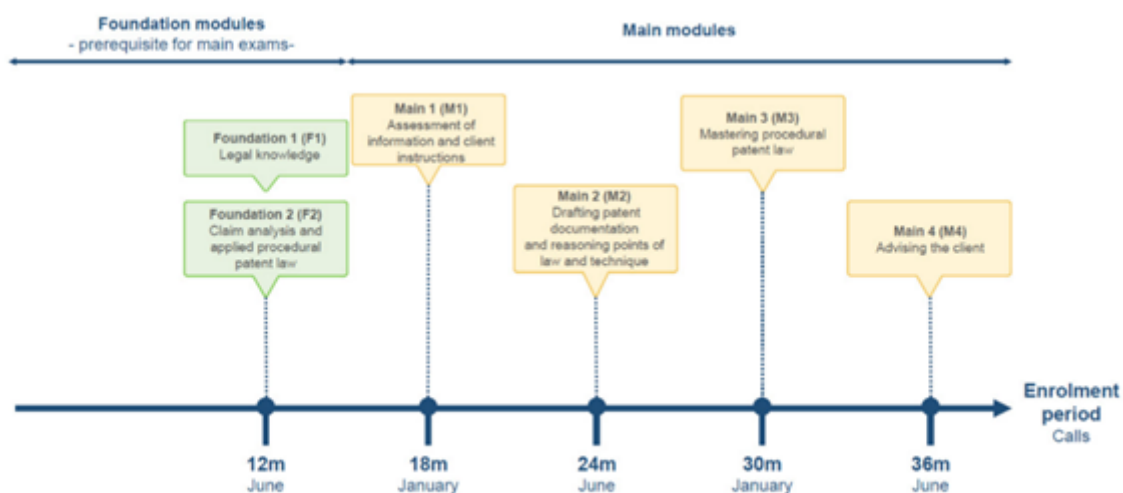 Foundation modules
- prerequisite for main exams-
Main modules
Foundation 1 (F1)
Legal knowledge
Foundation 2 (F2)
Claim analysis and
applied procedural
patent law
Main 1 (M1)
Assessment of
information and client
instructions
Main 2 (M2)
Drafting patent
documentation
and reasoning points of
law and technique
Main 3 (M3)
Mastering procedural
patent law
Main 4 (M4)
Advising the client
Enrolment
period
Calls
12m
June
18m
January
24m
June
30m
January
36m
June